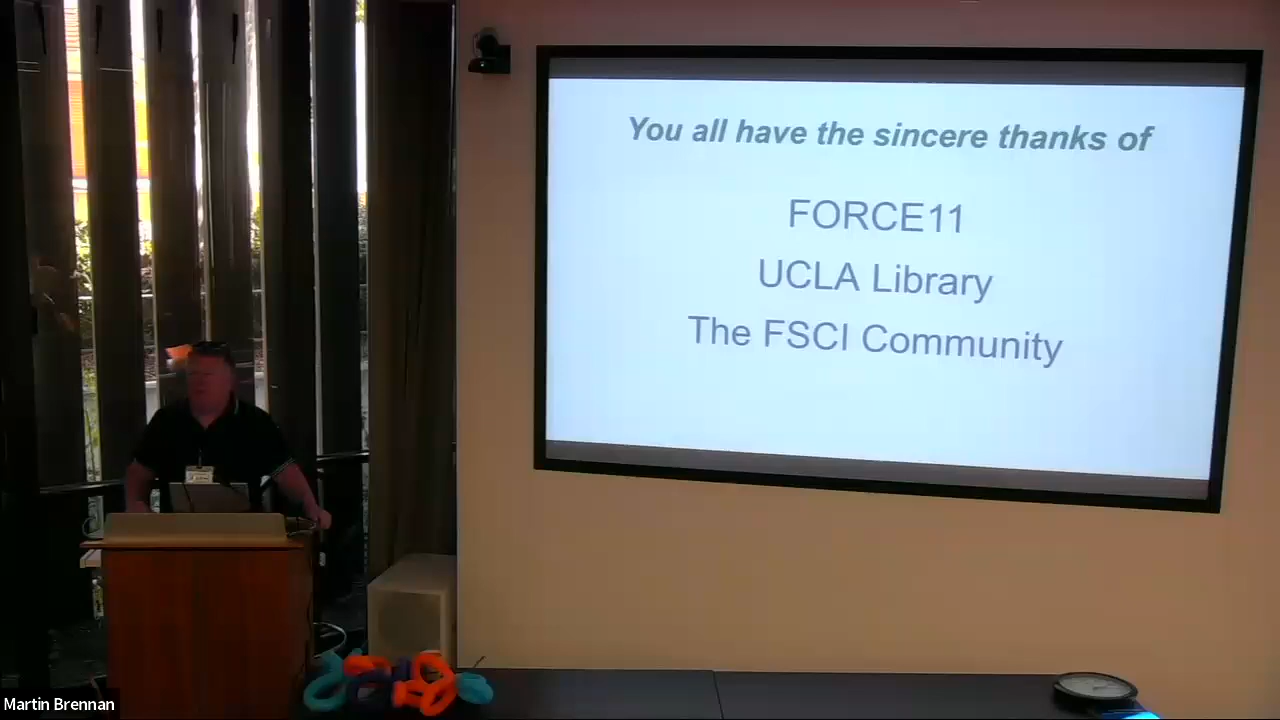 You all have the sincere thanks of
FORCE11
UCLA Library
The FSCI Community
Martin Brennan